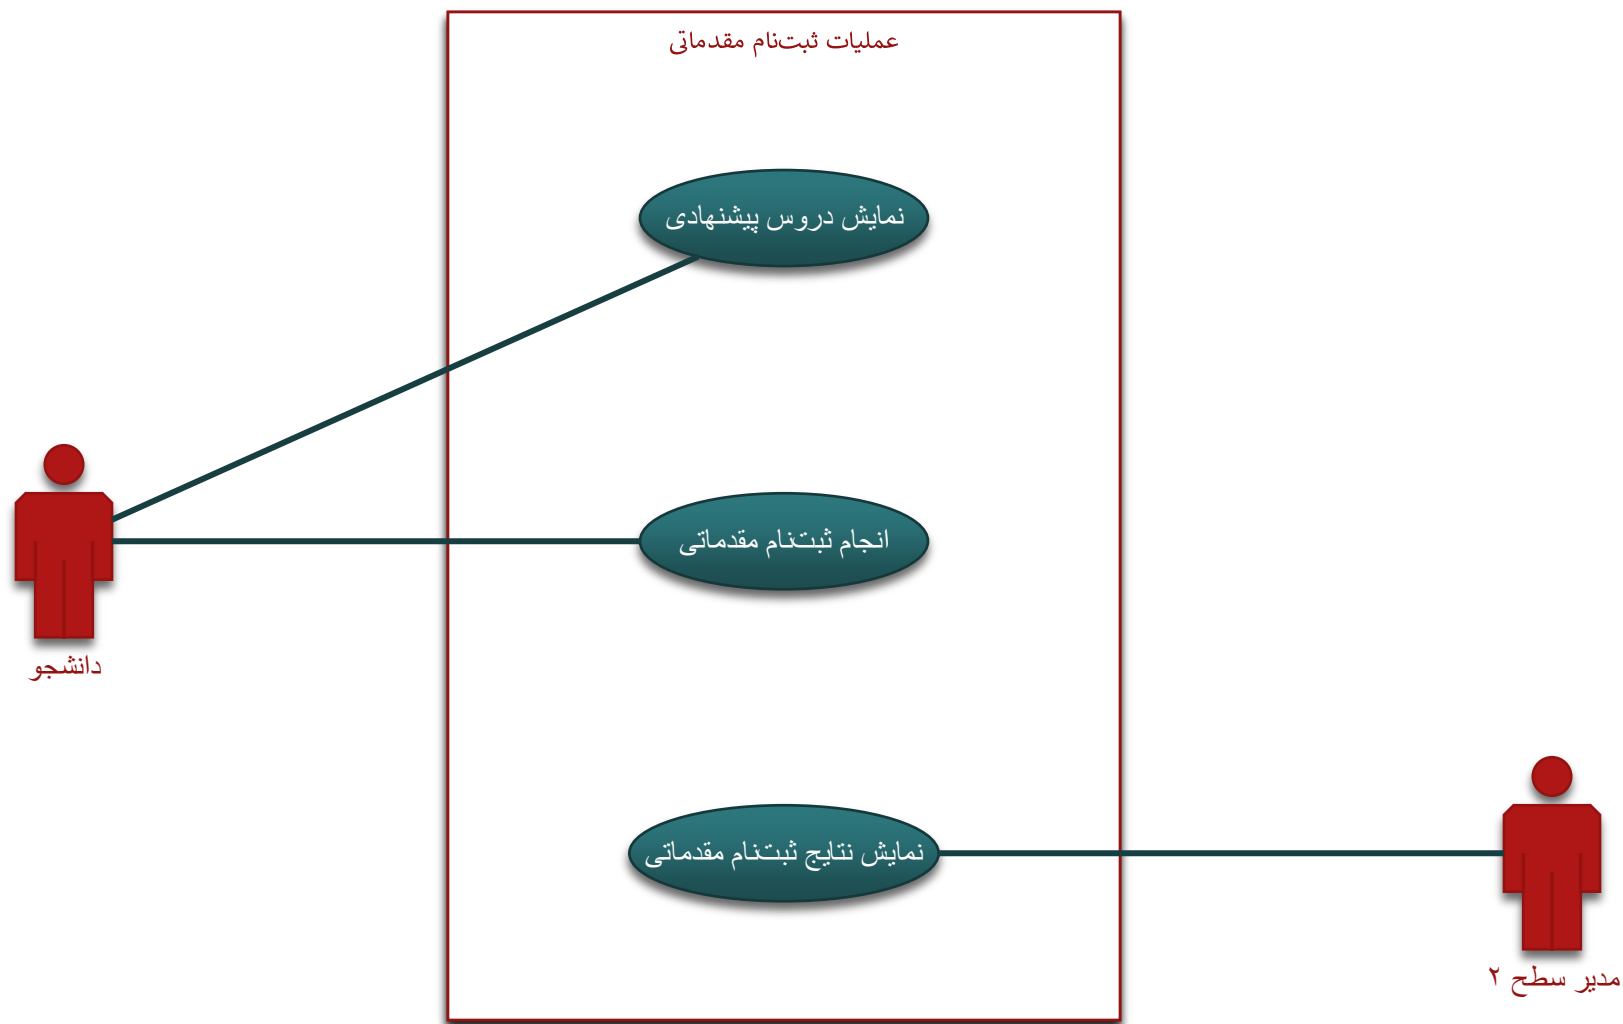 عملیات ثبت‌نام مقدماتی
نمایش دروس پیشنهادی
انجام ثبت‌نام مقدماتی
دانشجو
نمایش نتایج ثبت‌نام مقدماتی
مدیر سطح ۲